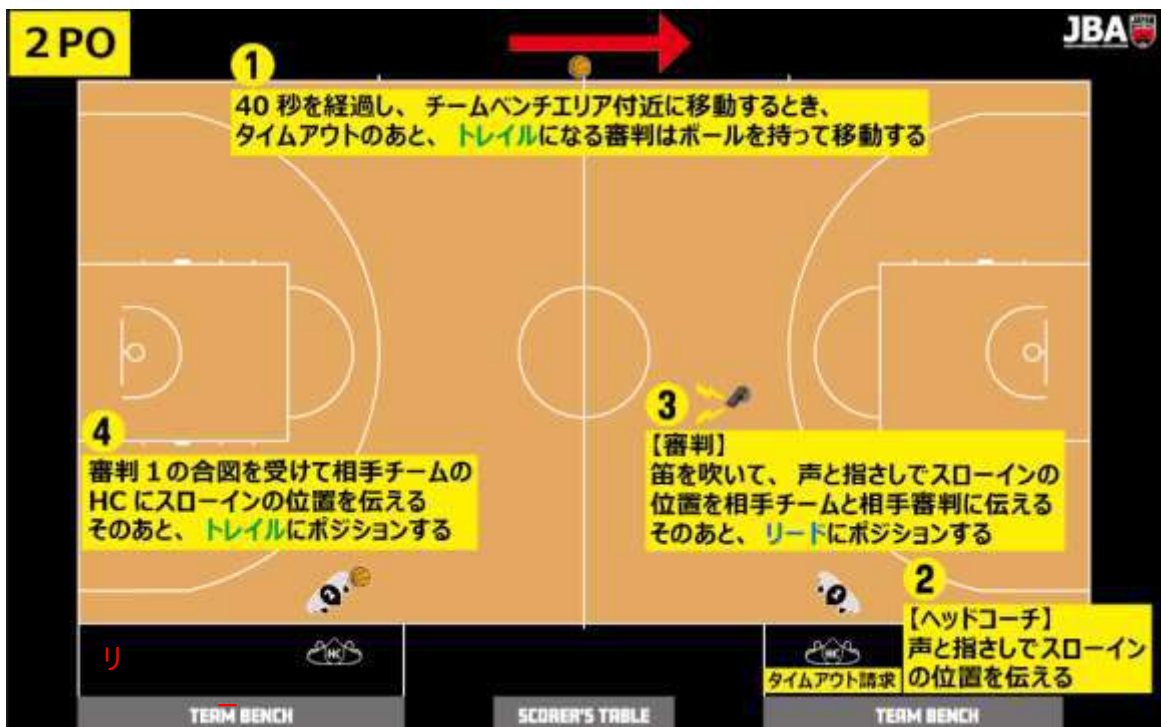 2PO
JBA
1
40 秒を経過し、 チームベンチエリア付近に移動するとき、
タイムアウトのあと、 トレイルになる審判はボールを持って移動する
3
【審判】
笛を吹いて、 声と指さしでスローインの
位置を相手チームと相手審判に伝える
そのあと、 リードにポジションする
4
審判 1 の合図を受けて相手チームの
HC にスローインの位置を伝える
そのあと、 トレイルにポジションする
2
【ヘッドコーチ】
声と指さしでスローイン
の位置を伝える
2
1
リ
HC
HC
タイムアウト請求
TEAM BENCH
SCORER'S TABLE
TEAM BENCH